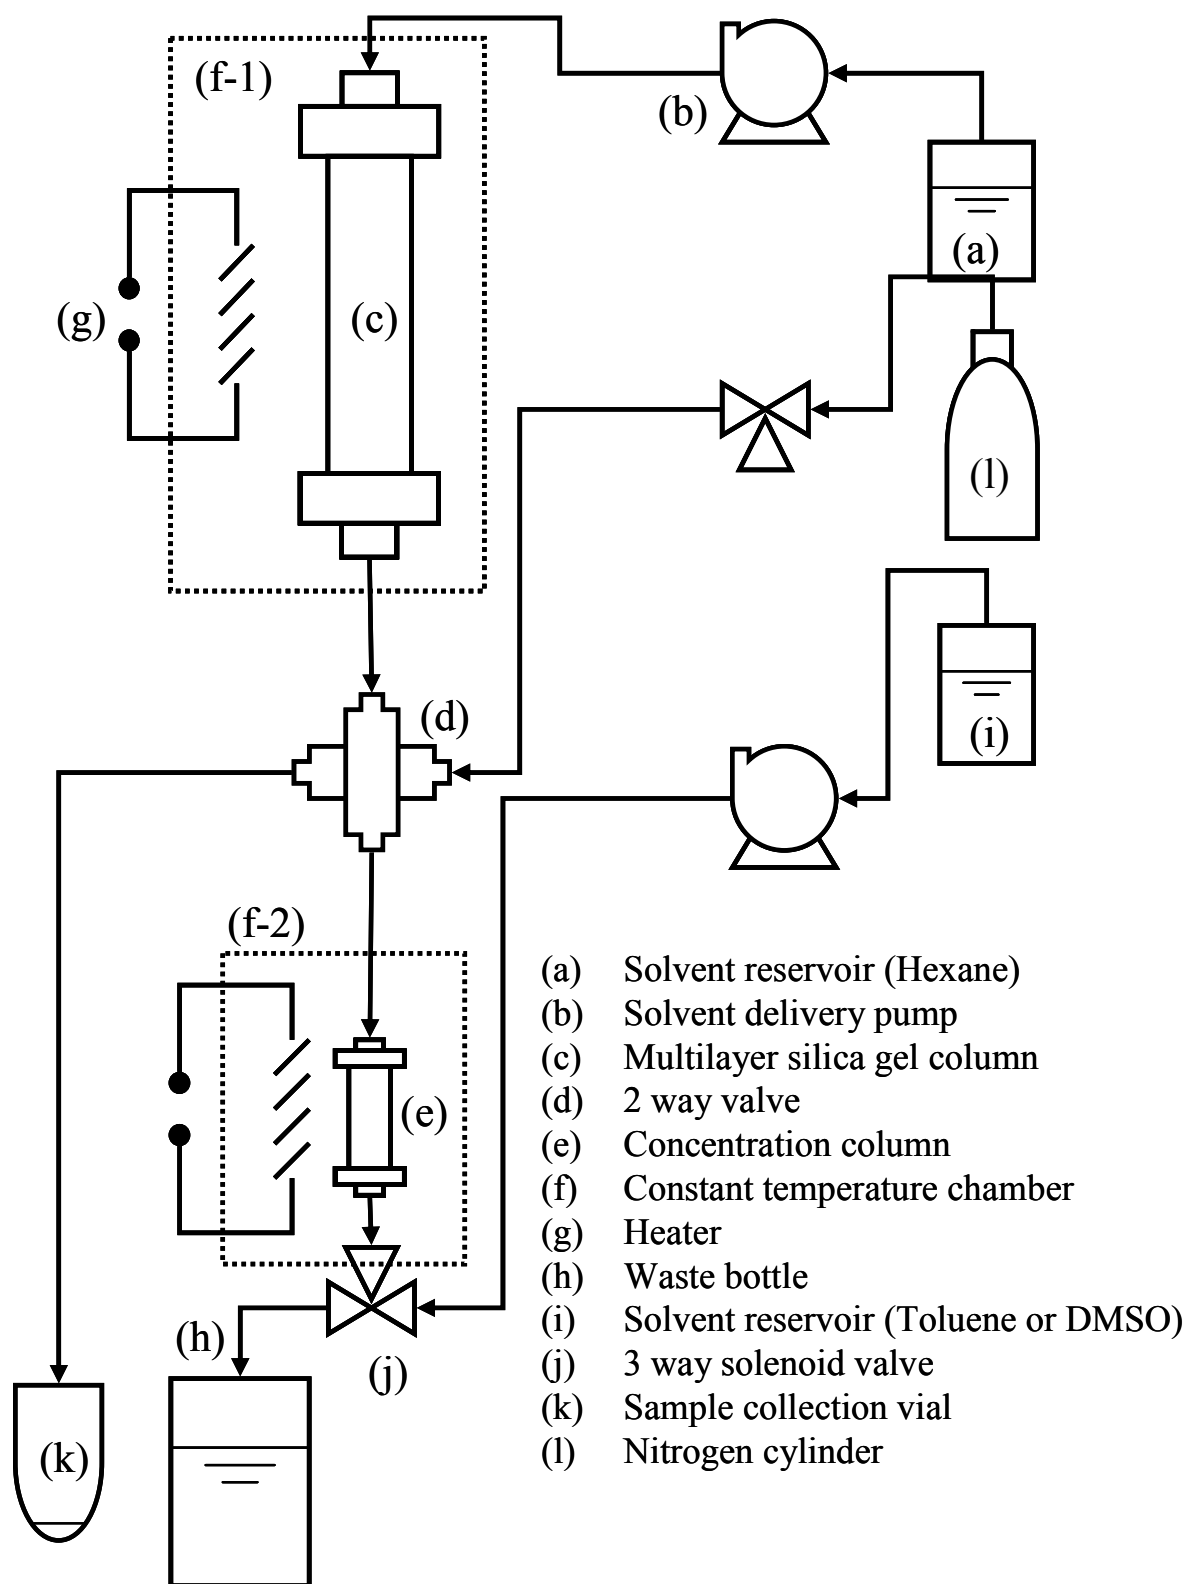 (f-1)
(b)
(a)
(g)
(c)
(l)
(d)
(i)
(f-2)
(e)
(h)
(j)
(k)
(a) Solvent reservoir (Hexane)
(b) Solvent delivery pump
(c) Multilayer silica gel column
(d) 2 way valve
(e) Concentration column
(f) Constant temperature chamber
(g) Heater
(h) Waste bottle
(i) Solvent reservoir (Toluene or DMSO)
(j) 3 way solenoid valve
(k) Sample collection vial
(l) Nitrogen cylinder